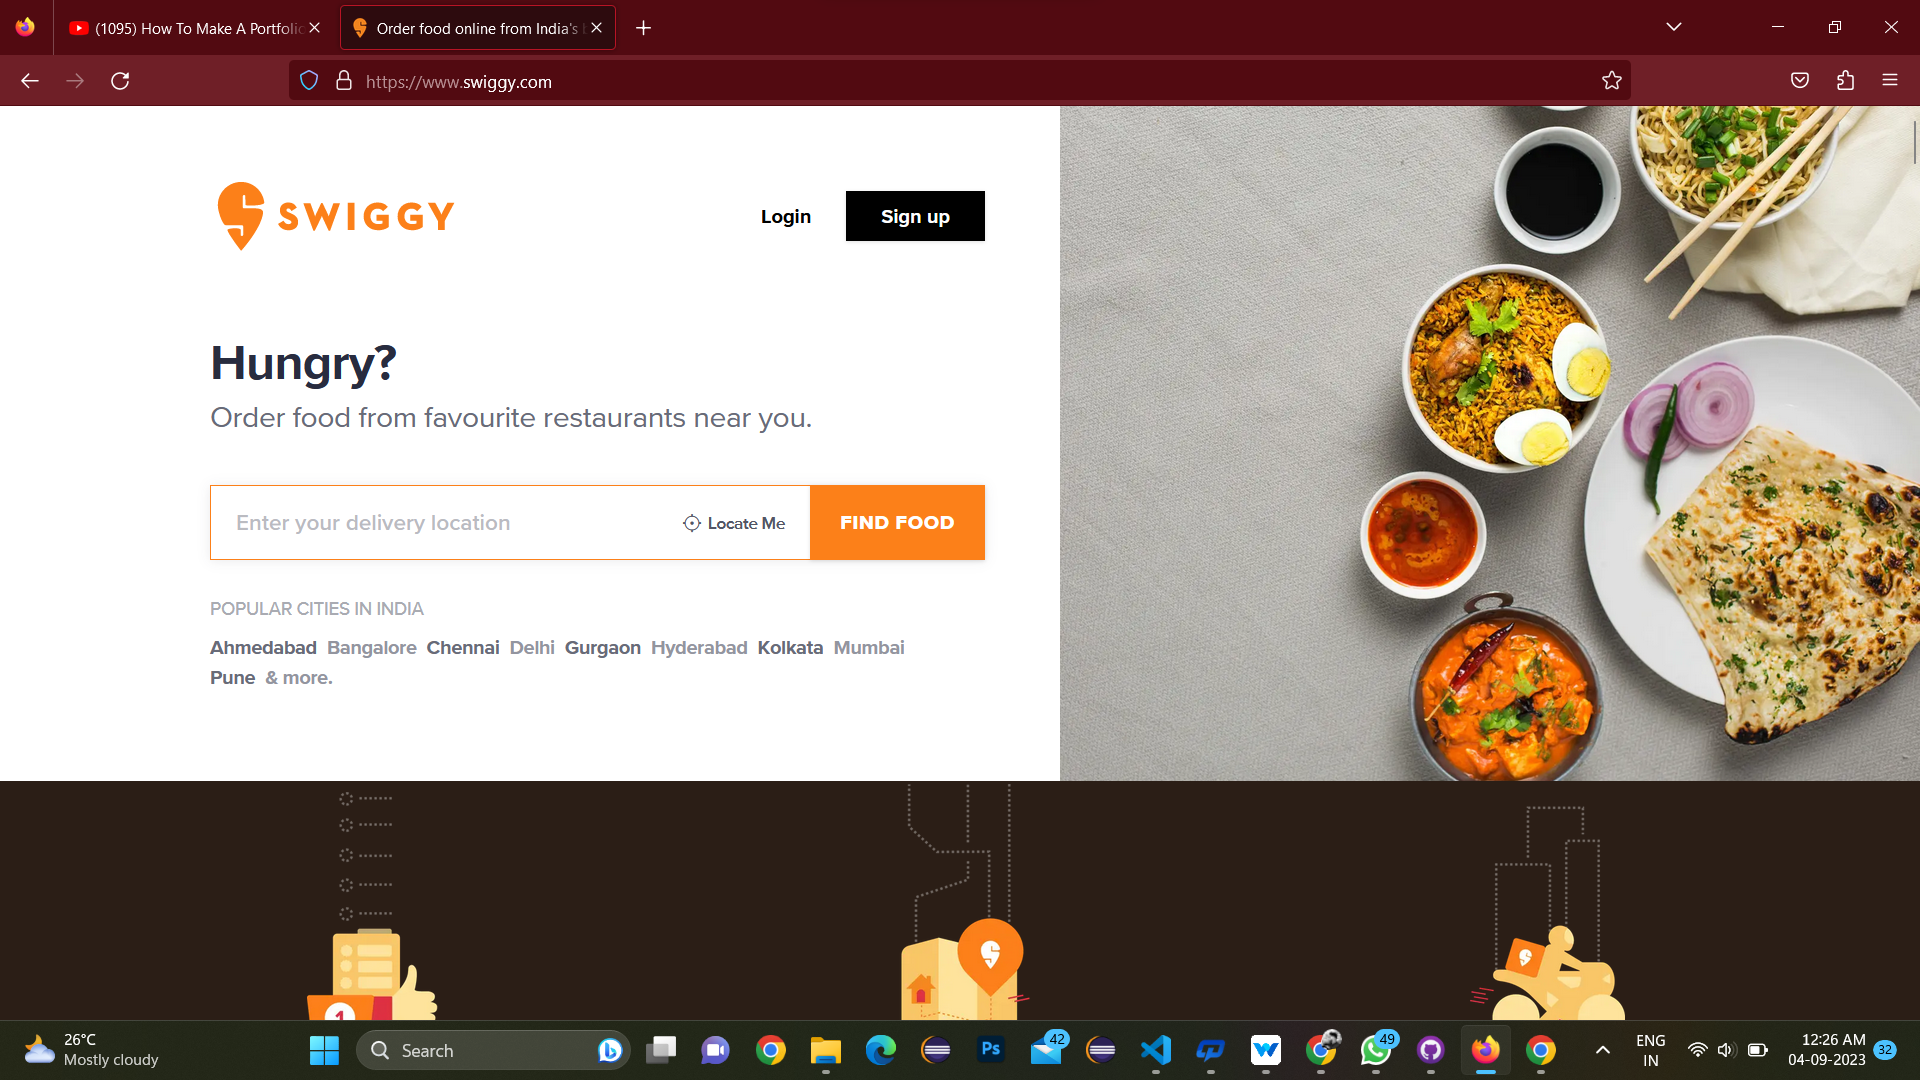 (1095) How To Make A Portfolio
Order food online from India's
https://www.swiggy.com
SWIGGY
Login
Sign up
Hungry?
Order food from favourite restaurants near you.
Enter your delivery location
Locate Me
FIND FOOD
POPULAR CITIES IN INDIA
Ahmedabad Bangalore Chennai Delhi Gurgaon Hyderabad Kolkata Mumbai
Pune & more.
1
26°C
Mostly cloudy
Search
Ps
42
49
ENG
IN
12:26 AM
04-09-2023
32